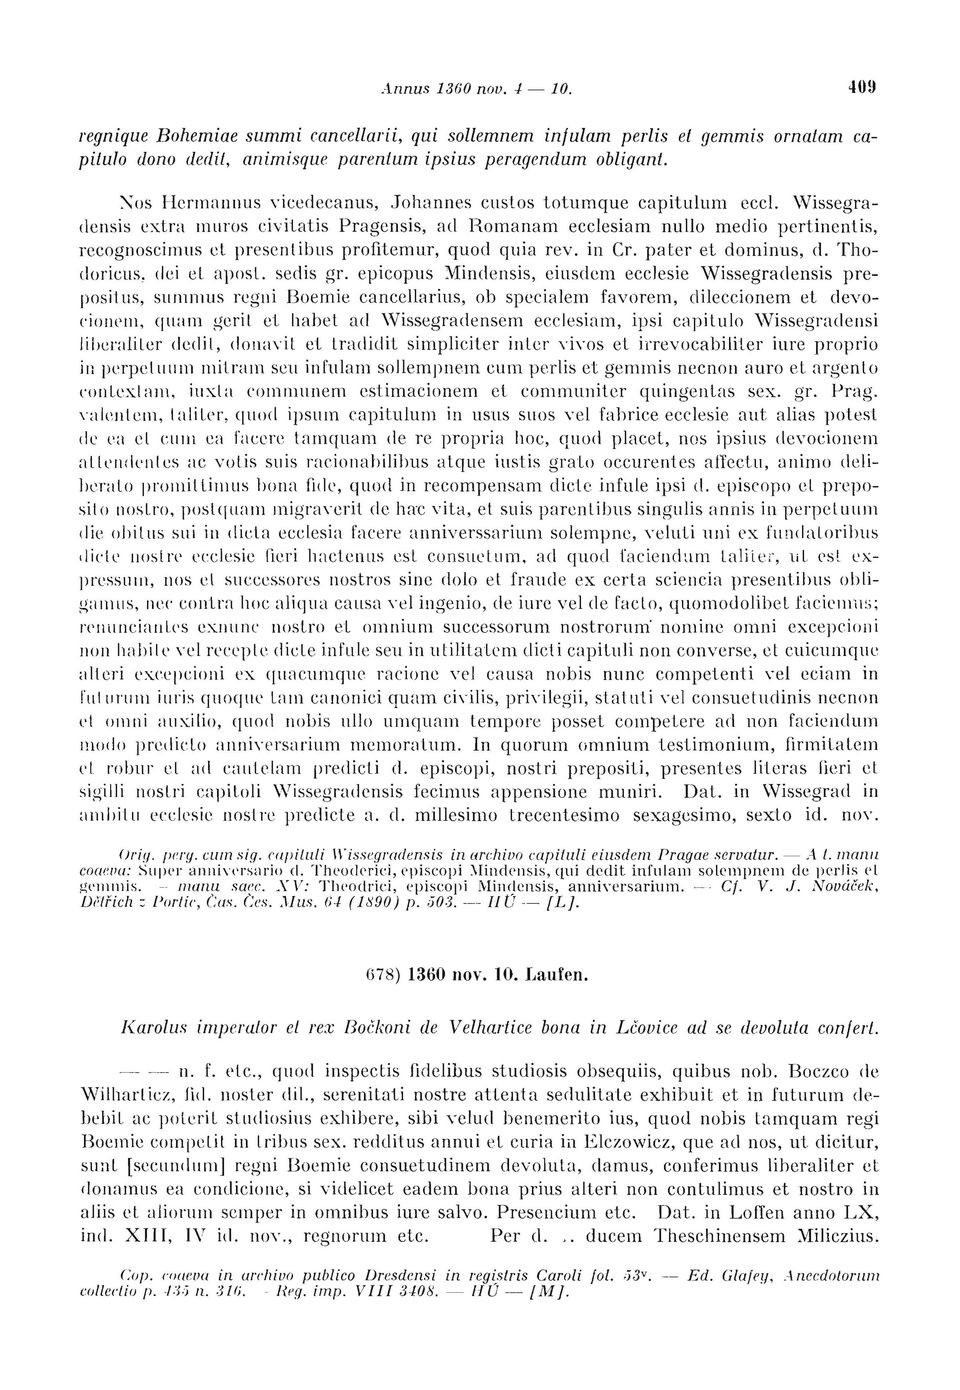 Annus 1360 nov. 4 — 10. 409
regnique Bohemiae summi cancellarii, qui sollemnem infulam perlis et gemmis ornatam ca-
pitulo dono dedit, animisque parentum ipsius peragendum obligant.
Nos Hermannus vicedecanus, Johannes custos totumque capitulum eccl. Wissegra-
densis extra muros civitatis Pragensis, ad Romanam ecclesiam nullo medio pertinentis,
recognoscimus et presentibus profitemur, quod quia rev. in Cr. pater et dominus, d. Theo-
doricus, dei et apost. sedis gr. epicopus Mindensis, eiusdem ecclesie Wissegradensis pre-
positus, summus regni Boemie cancellarius, ob specialem favorem, dileccionem et devo-
cionem, quam gerit et habet ad Wissegradensem ecclesiam, ipsi capitulo Wissegradensi
liberaliter dedit, donavit et tradidit simpliciter inter vivos et irrevocabiliter iure proprio
in perpetuum mitram seu infulam sollempnem cum perlis et gemmis necnon auro et argento
contextam, iuxta communem estimacionem et communiter quingentas sex. gr. Prag.
valentem, taliter, quod ipsum capitulum in usus suos vel fabrice ecclesie aut alias potest
de ea et cum ea facere tamquam de re propria hoc, quod placet, nos ipsius devocionem
attendentes ac votis suis racionabilibus atque iustis grato occurentes affectu, animo deli-
berato promittimus bona fide, quod in recompensam dicte infule ipsi d. episcopo et prepo-
sito nostro, postquam migraverit de hac vita, et suis parentibus singulis annis in perpetuum
die obitus sui in dicta ecclesia facere anniverssarium solempne, veluti uni ex fundatoribus
dicte nostre ecclesie fieri hactenus est consuetum, ad quod faciendum taliter, ut est ex-
pressum, nos et successores nostros sine dolo et fraude ex certa sciencia presentibus obli-
gamus, nec contra hoc aliqua causa vel ingenio, de iure vel de facto, quomodolibet faciemus;
renunciantes exnunc nostro et omnium successorum nostrorum nomine omni excepcioni
non habite vel recepte dicte infule seu in utilitatem dicti capituli non converse, et cuicumque
alteri excepcioni ex quacumque racione vel causa nobis nunc competenti vel eciam in
futurum iuris quoque tam canonici quam civilis, privilegii, statuti vel consuetudinis necnon
et omni auxilio, quod nobis ullo umquam tempore posset competere ad non faciendum
modo predicto anniversarium memoratum. In quorum omnium testimonium, firmitatem
et robur et ad cautelam predicti d. episcopi, nostri prepositi, presentes literas fieri et
sigilli nostri capitoli Wissegradensis fecimus appensione muniri. Dat. in Wissegrad in
ambitu ecclesie nostre predicte a. d. millesimo trecentesimo sexagesimo, sexto id. nov.
Orig. perg. cum sig. capituli Wissegradensis in archivo capituli eiusdem Pragae servatur. — A t. manu
coaeva: Super anniversario d. Theoderici, episcopi Mindensis, qui dedit infulam solempnem de perlis et
gemmis. — manu saec. XV: Theodrici, episcopi Mindensis, anniversarium. — Cf. V. J. Nováček,
Dětřich z Portic, Čas. Čes. Mus. 64 (1890) p. 503. — HÚ — [L].
678) 1360 nov. 10. Laufen.
Karolus imperator et rex Bočkoni de Velhartice bona in Lčovice ad se devoluta confert.
— — n. f. etc., quod inspectis fidelibus studiosis obsequiis, quibus nob. Boczco de
Wilharticz, fid. noster dil., serenitati nostre attenta sedulitate exhibuit et in futurum de-
bebit ac poterit studiosius exhibere, sibi velud benemerito ius, quod nobis tamquam regi
Boemie competit in tribus sex. redditus annui et curia in Elczowicz, que ad nos, ut dicitur,
sunt [secundum] regni Boemie consuetudinem devoluta, damus, conferimus liberaliter et
donamus ea condicione, si videlicet eadem bona prius alteri non contulimus et nostro in
aliis et aliorum semper in omnibus iure salvo. Presencium etc. Dat. in Loffen anno LX,
ind. XIII, IV id. nov., regnorum etc. Per d. .. ducem Theschinensem Miliczius.
Cop. coaeva in archivo publico Dresdensi in registris Caroli fol. 53v. — Ed. Glafey, Anecdotorum
collectio p. 435 n. 316. - Reg. imp. VIII 3408. — HÚ — [M].